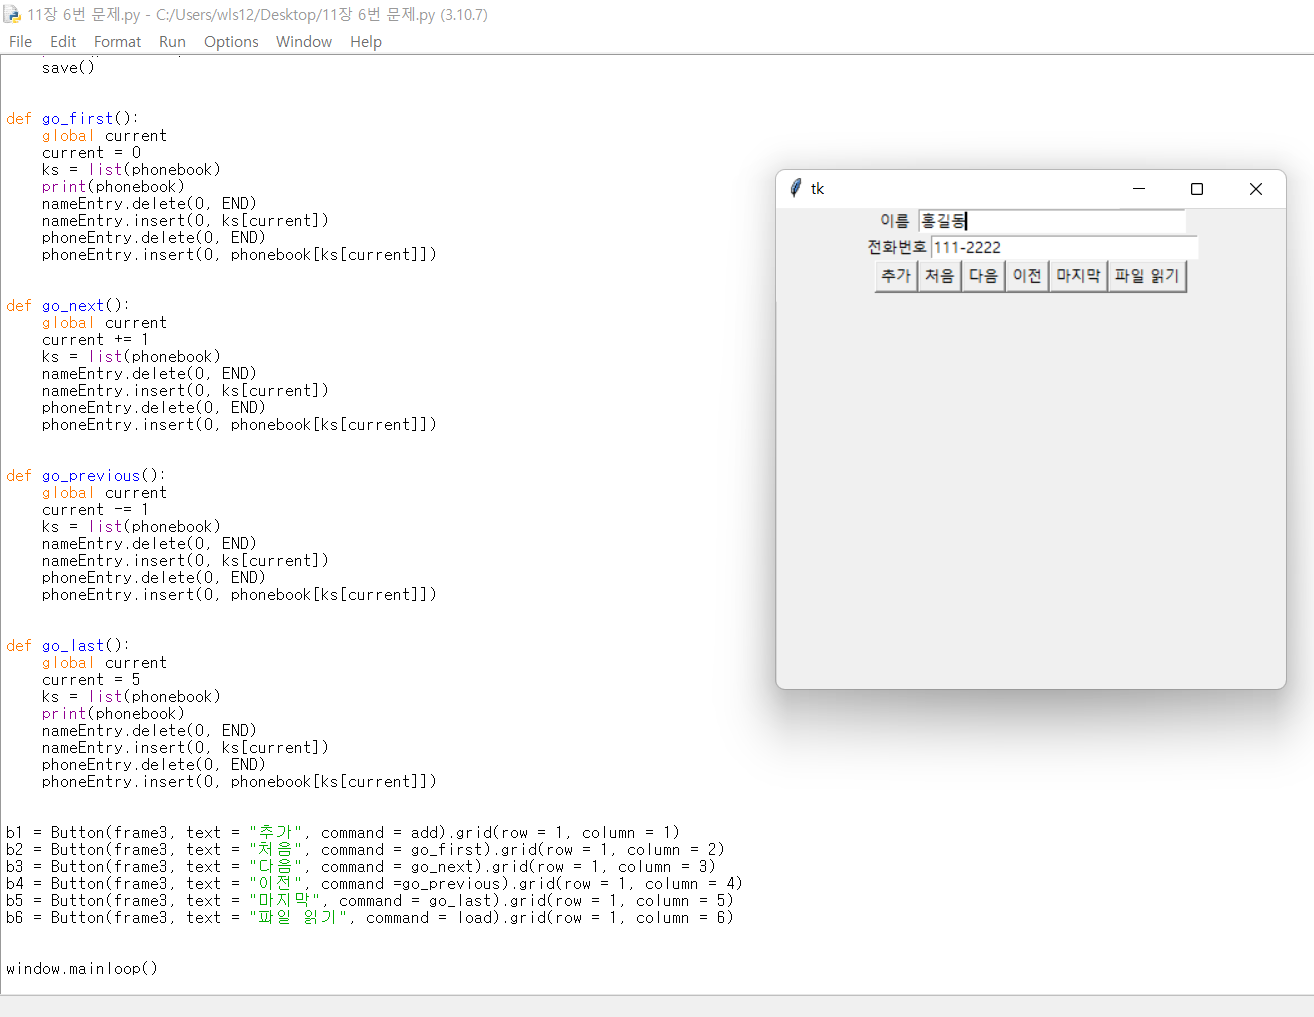 11장 6번 문제.py - C:/Users/wls12/Desktop/11장 6번 문제.py (3.10.7)
File Edit Format Run Options Window Help
save()
def go_first():
global current
current = 0
ks = list(phonebook)
print(phonebook)
nameEntry.delete(0, END)
nameEntry.insert(0, ks[current])
phoneEntry.delete(0, END)
phoneEntry.insert(0, phonebook[ks[current]])
def go_next():
global current
current += 1
ks = list(phonebook)
nameEntry.delete(0, END)
nameEntry.insert(0, ks[current])
phoneEntry.delete(0, END)
phoneEntry.insert(0, phonebook[ks[current]])
def go_previous():
global current
current -= 1
ks = list(phonebook)
nameEntry.delete(0, END)
nameEntry.insert(0, ks[current])
phoneEntry.delete(0, END)
phoneEntry.insert(0, phonebook[ks[current]])
def go_last():
global current
current = 5
ks = list(phonebook)
print(phonebook)
nameEntry.delete(0, END)
nameEntry.insert(0, ks[current])
phoneEntry.delete(0, END)
phoneEntry.insert(0, phonebook[ks[current]])
b1 = Button(frame3, text = "추가", command = add).grid(row = 1, column = 1)
b2 = Button(frame3, text = "처음", command = go_first).grid(row = 1, column = 2)
b3 = Button(frame3, text = "다음", command = go_next).grid(row = 1, column = 3)
b4 = Button(frame3, text = "이전", command =go_previous).grid(row = 1, column = 4)
b5 = Button(frame3, text = "마지막", command = go_last).grid(row = 1, column = 5)
b6 = Button(frame3, text = "파일 읽기", command = load).grid(row = 1, column = 6)
window.mainloop()
tk
이름 홍길동
전화번호 111-2222
추가 처음 다음 이전 마지막 파일 읽기